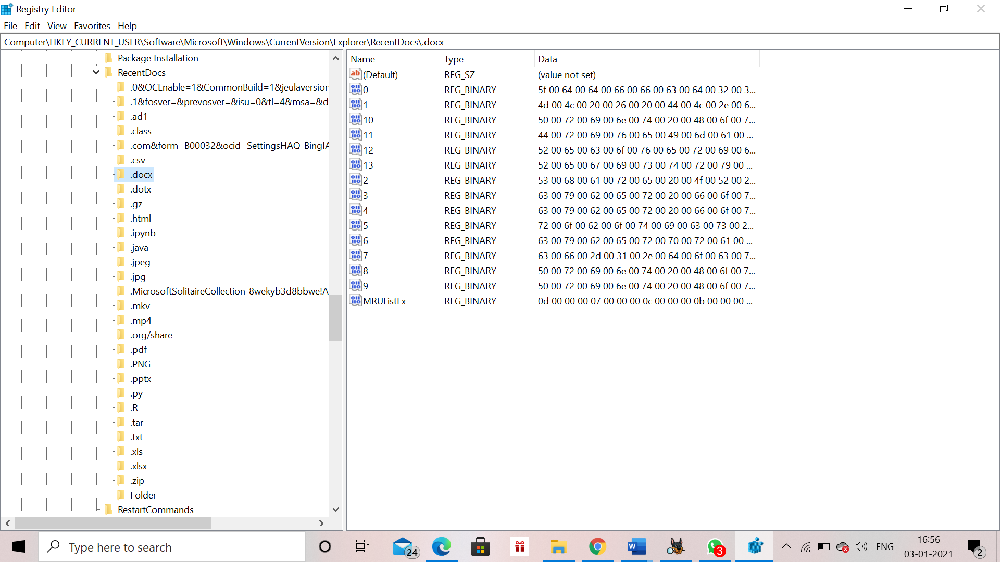 Registry Editor
File Edit View Favorites Help
Computer\HKEY_CURRENT_USER\Software\Microsoft\Windows\CurrentVersion\Explorer\RecentDocs\.docx
Package Installation
RecentDocs
.0&OCEnable=1&CommonBuild=1&jeulaversion
.1&fosver=&prevosver=&isu=0&tl=4&msa=&d
.ad1
.class
.com&form=B00032&ocid=SettingsHAQ-BingIA
.csv
.docx
.dotx
.gz
.html
.ipynb
.java
.jpeg
.jpg
.MicrosoftSolitaireCollection_8wekyb3d8bbwe!A
.mkv
.mp4
.org/share
.pdf
.PNG
.pptx
.py
.R
.tar
.txt
.xls
.xlsx
.zip
Folder
RestartCommands
Name Type Data
(Default) REG_SZ (value not set)
0 REG_BINARY 5f 00 64 00 64 00 66 00 66 00 63 00 64 00 32 00 3...
1 REG_BINARY 4d 00 4c 00 20 00 26 00 20 00 44 00 4c 00 2e 00 6...
10 REG_BINARY 50 00 72 00 69 00 6e 00 74 00 20 00 48 00 6f 00 7...
11 REG_BINARY 44 00 72 00 69 00 76 00 65 00 49 00 6d 00 61 00 ...
12 REG_BINARY 52 00 65 00 63 00 6f 00 76 00 65 00 72 00 69 00 6...
13 REG_BINARY 52 00 65 00 67 00 69 00 73 00 74 00 72 00 79 00 ...
2 REG_BINARY 53 00 68 00 61 00 72 00 65 00 20 00 4f 00 52 00 2...
3 REG_BINARY 63 00 79 00 62 00 65 00 72 00 20 00 66 00 6f 00 7...
4 REG_BINARY 63 00 79 00 62 00 65 00 72 00 20 00 66 00 6f 00 7...
5 REG_BINARY 72 00 6f 00 62 00 6f 00 74 00 69 00 63 00 73 00 2...
6 REG_BINARY 63 00 79 00 62 00 65 00 72 00 70 00 72 00 61 00 ...
7 REG_BINARY 63 00 66 00 2d 00 31 00 2e 00 64 00 6f 00 63 00 7...
8 REG_BINARY 50 00 72 00 69 00 6e 00 74 00 20 00 48 00 6f 00 7...
9 REG_BINARY 50 00 72 00 69 00 6e 00 74 00 20 00 48 00 6f 00 7...
MRUListEx REG_BINARY 0d 00 00 00 07 00 00 00 0c 00 00 00 0b 00 00 00 ...
Type here to search
24
W
3
ENG
16:56
03-01-2021
2